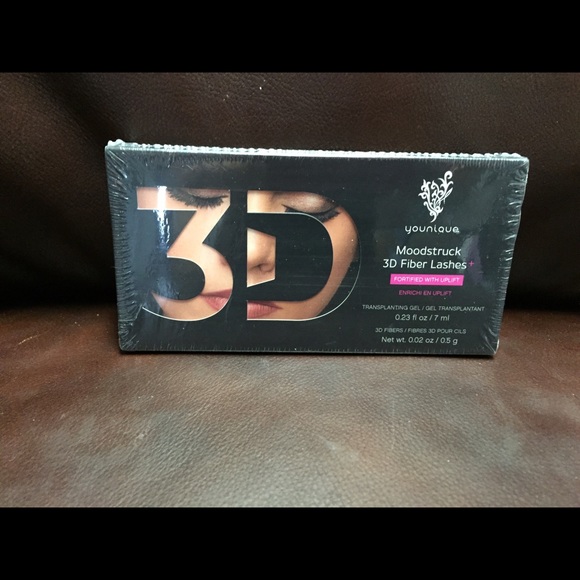 3D
younique
Moodstruck
3D Fiber Lashes+
FORTIFIED WITH UPLIFT
ENRICHI EN UPLIFT
TRANSPLANTING GEL / GEL TRANSPLANTANT
0.23 fl oz / 7 ml
3D FIBERS / FIBRES 3D POUR CILS
Net wt. 0.02 oz / 0.5 g